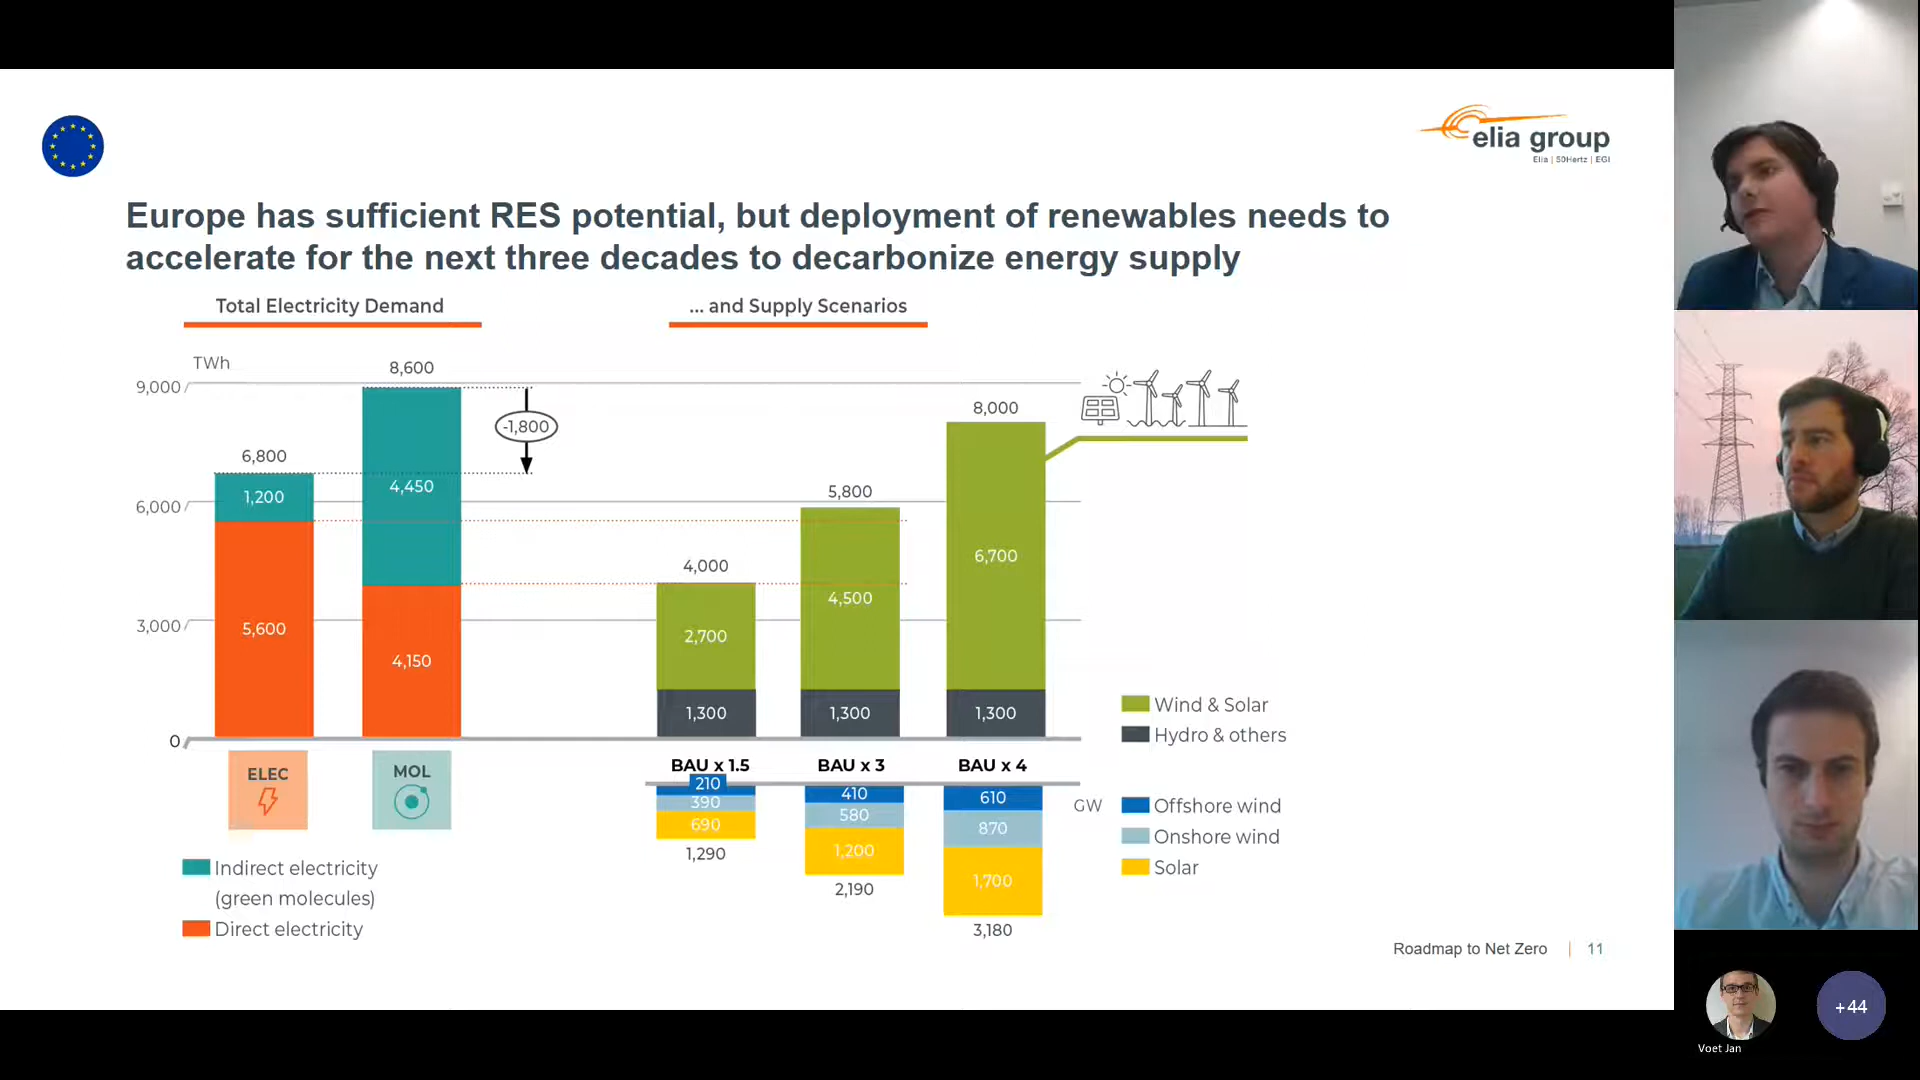 elia group
Elia | 50Hertz | EGI
Europe has sufficient RES potential, but deployment of renewables needs to
accelerate for the next three decades to decarbonize energy supply
Total Electricity Demand
... and Supply Scenarios
TWh
9,000
6,000
3,000
0
6,800
1,200
5,600
8,600
4,450
4,150
-1,800
4,000
2,700
1,300
5,800
4,500
1,300
8,000
6,700
1,300
Wind & Solar
Hydro & others
ELEC
MOL
BAU x 1.5
BAU x 3
BAU x 4
210
390
690
1,290
410
580
1,200
2,190
610
870
1,700
3,180
GW
Offshore wind
Onshore wind
Solar
Indirect electricity
(green molecules)
Direct electricity
Roadmap to Net Zero | 11
+44
Voet Jan